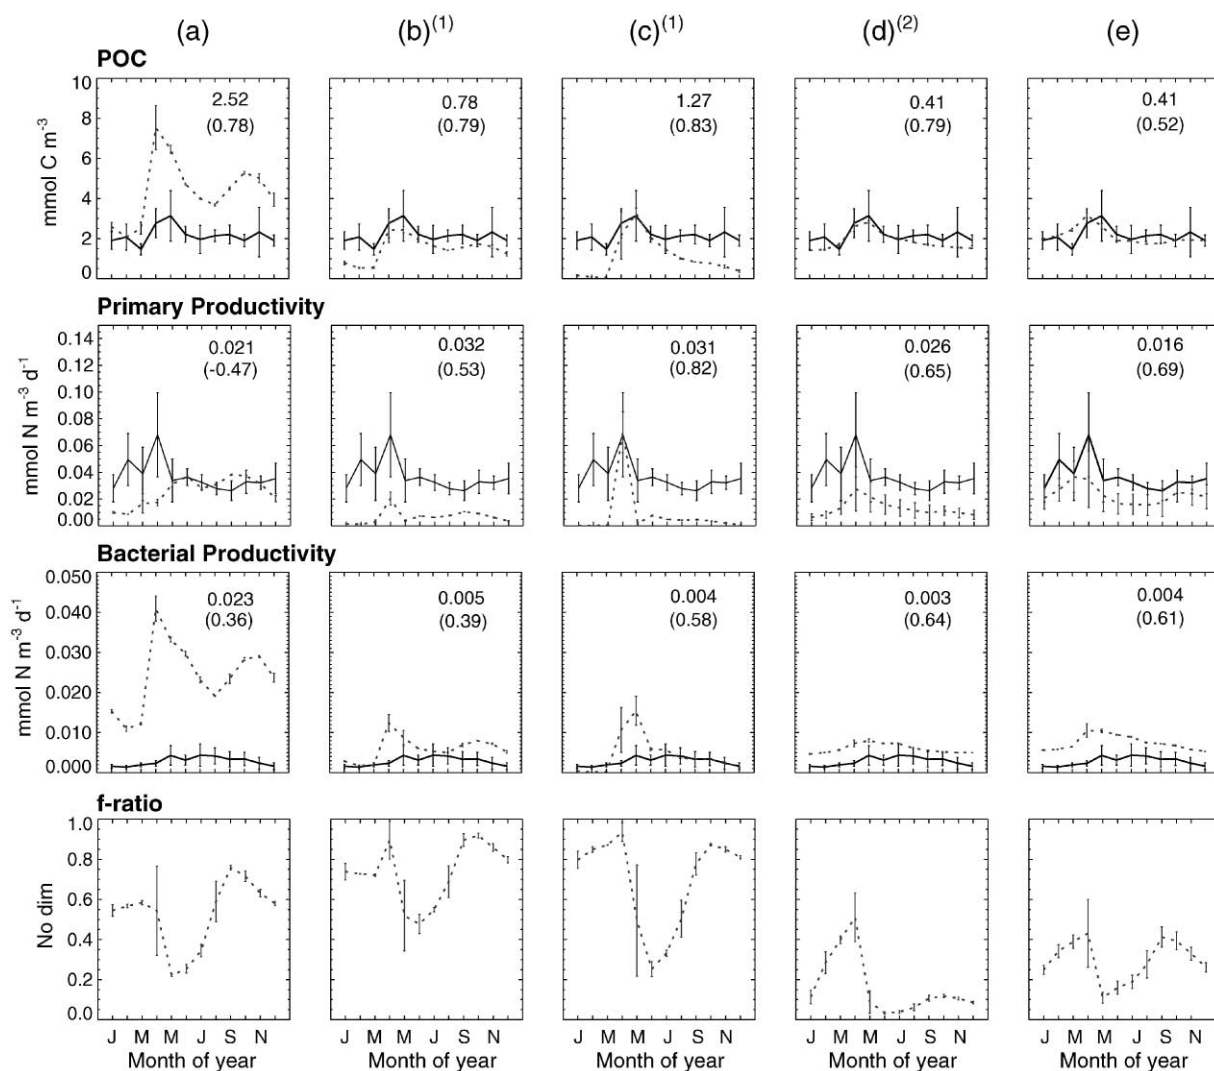 (a) (b)(1) (c)(1) (d)(2) (e)
POC
mmol C m-3
10
8
6
4
2
0
2.52
(0.78)
0.78
(0.79)
1.27
(0.83)
0.41
(0.79)
0.41
(0.52)
Primary Productivity
mmol N m-3 d-1
0.14
0.12
0.10
0.08
0.06
0.04
0.02
0.00
0.021
(-0.47)
0.032
(0.53)
0.031
(0.82)
0.026
(0.65)
0.016
(0.69)
Bacterial Productivity
mmol N m-3 d-1
0.050
0.040
0.030
0.020
0.010
0.000
0.023
(0.36)
0.005
(0.39)
0.004
(0.58)
0.003
(0.64)
0.004
(0.61)
f-ratio
No dim
1.0
0.8
0.6
0.4
0.2
0.0
J M M J S N
J M M J S N
J M M J S N
J M M J S N
J M M J S N
Month of year
Month of year
Month of year
Month of year
Month of year